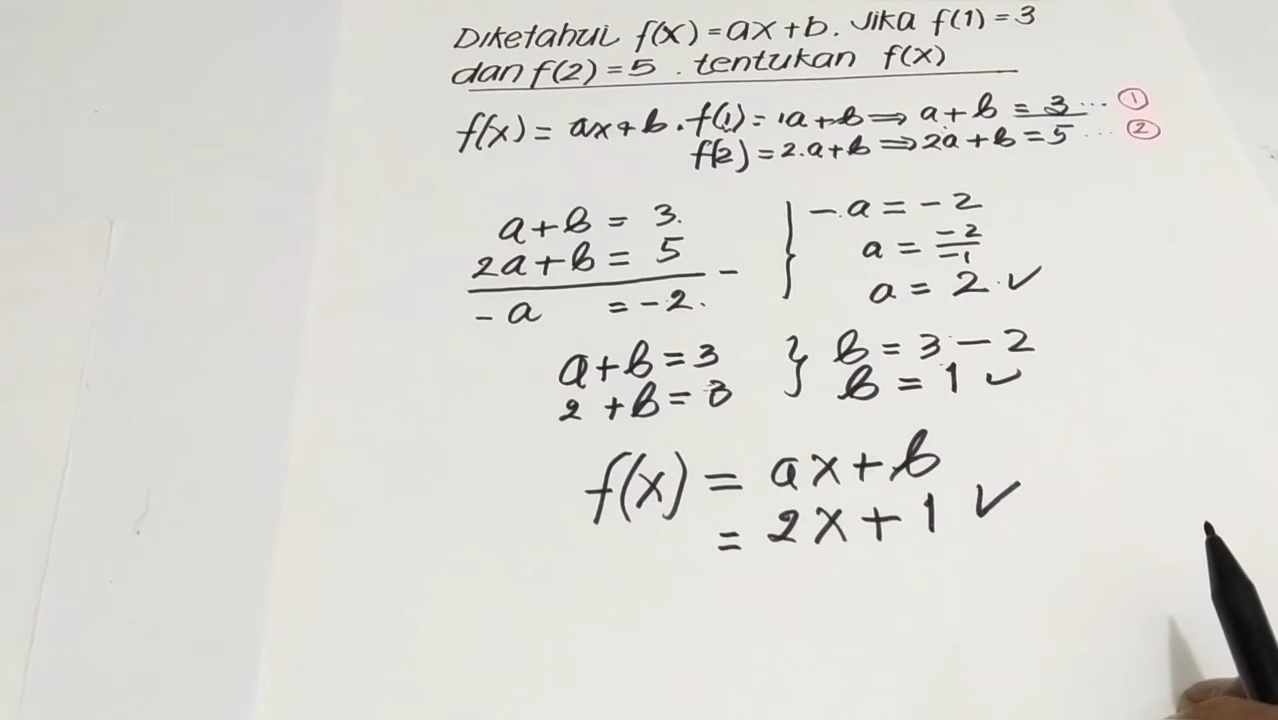 Diketahui f(x) = ax + b. Jika f(1) = 3
dan f(2) = 5. tentukan f(x)
f(x) = ax + b. f(1) = 1a + b ⇒ a + b = 3 ... ①
f(2) = 2.a + b ⇒ 2a + b = 5 ... ②
a + b = 3.
2a + b = 5 -
- a = - 2.
} - a = - 2
a = -2/-1
a = 2. ✓
a + b = 3 } b = 3 - 2
2 + b = 3 b = 1 ✓
f(x) = ax + b
= 2x + 1 ✓